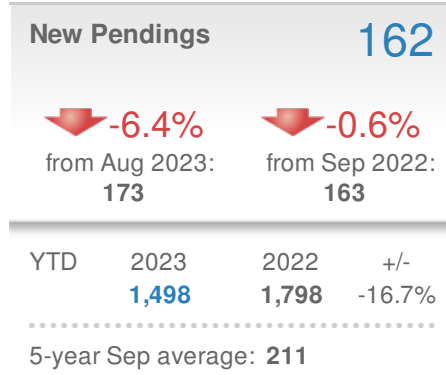 New Pendings 162
-6.4% -0.6%
from Aug 2023: from Sep 2022:
173 163
YTD 2023 2022 +/-
1,498 1,798 -16.7%
5-year Sep average: 211